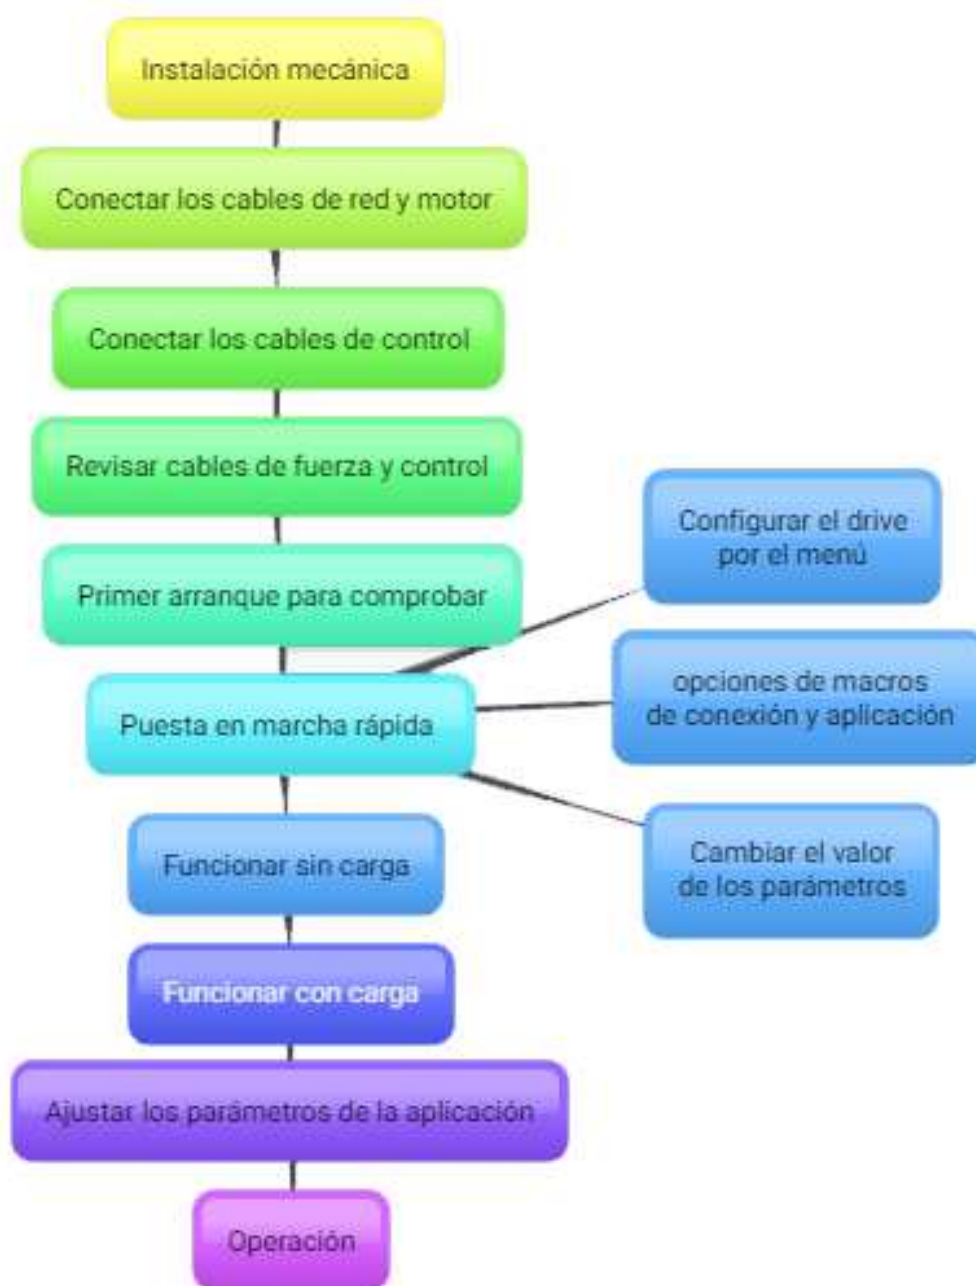 Instalación mecánica
Conectar los cables de red y motor
Conectar los cables de control
Revisar cables de fuerza y control
Primer arranque para comprobar
Puesta en marcha rápida
Configurar el drive
por el menú
opciones de macros
de conexión y aplicación
Cambiar el valor
de los parámetros
Funcionar sin carga
Funcionar con carga
Ajustar los parámetros de la aplicación
Operación